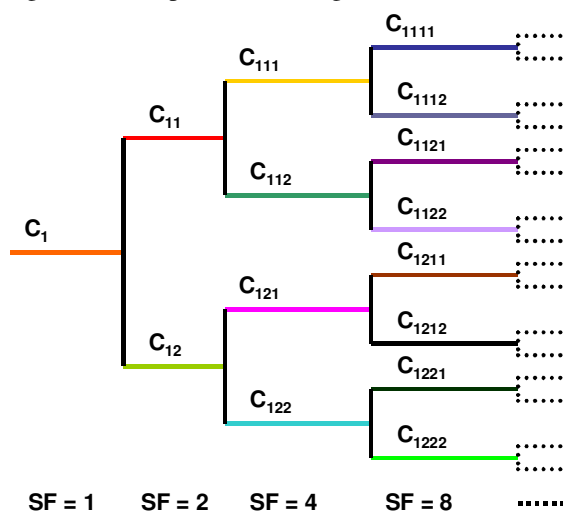 C1111
C111
C1112
C11
C1121
C112
C1122
C1
C1211
C121
C1212
C12
C1221
C122
C1222
SF = 1 SF = 2 SF = 4 SF = 8